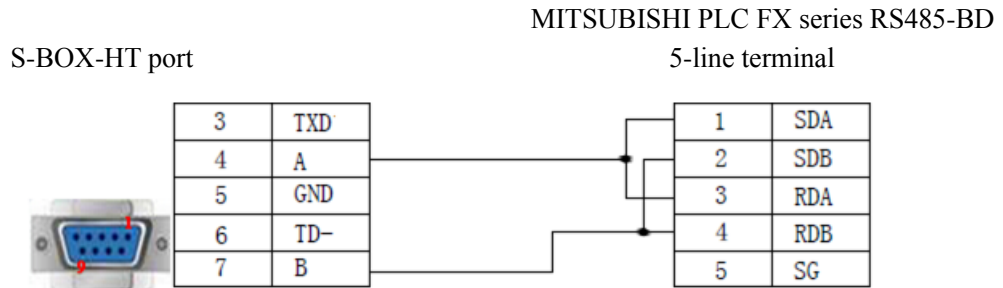 MITSUBISHI PLC FX series RS485-BD
S-BOX-HT port 5-line terminal
3 TXD 1 SDA
4 A 2 SDB
5 GND 3 RDA
6 TD- 4 RDB
7 B 5 SG
1
9